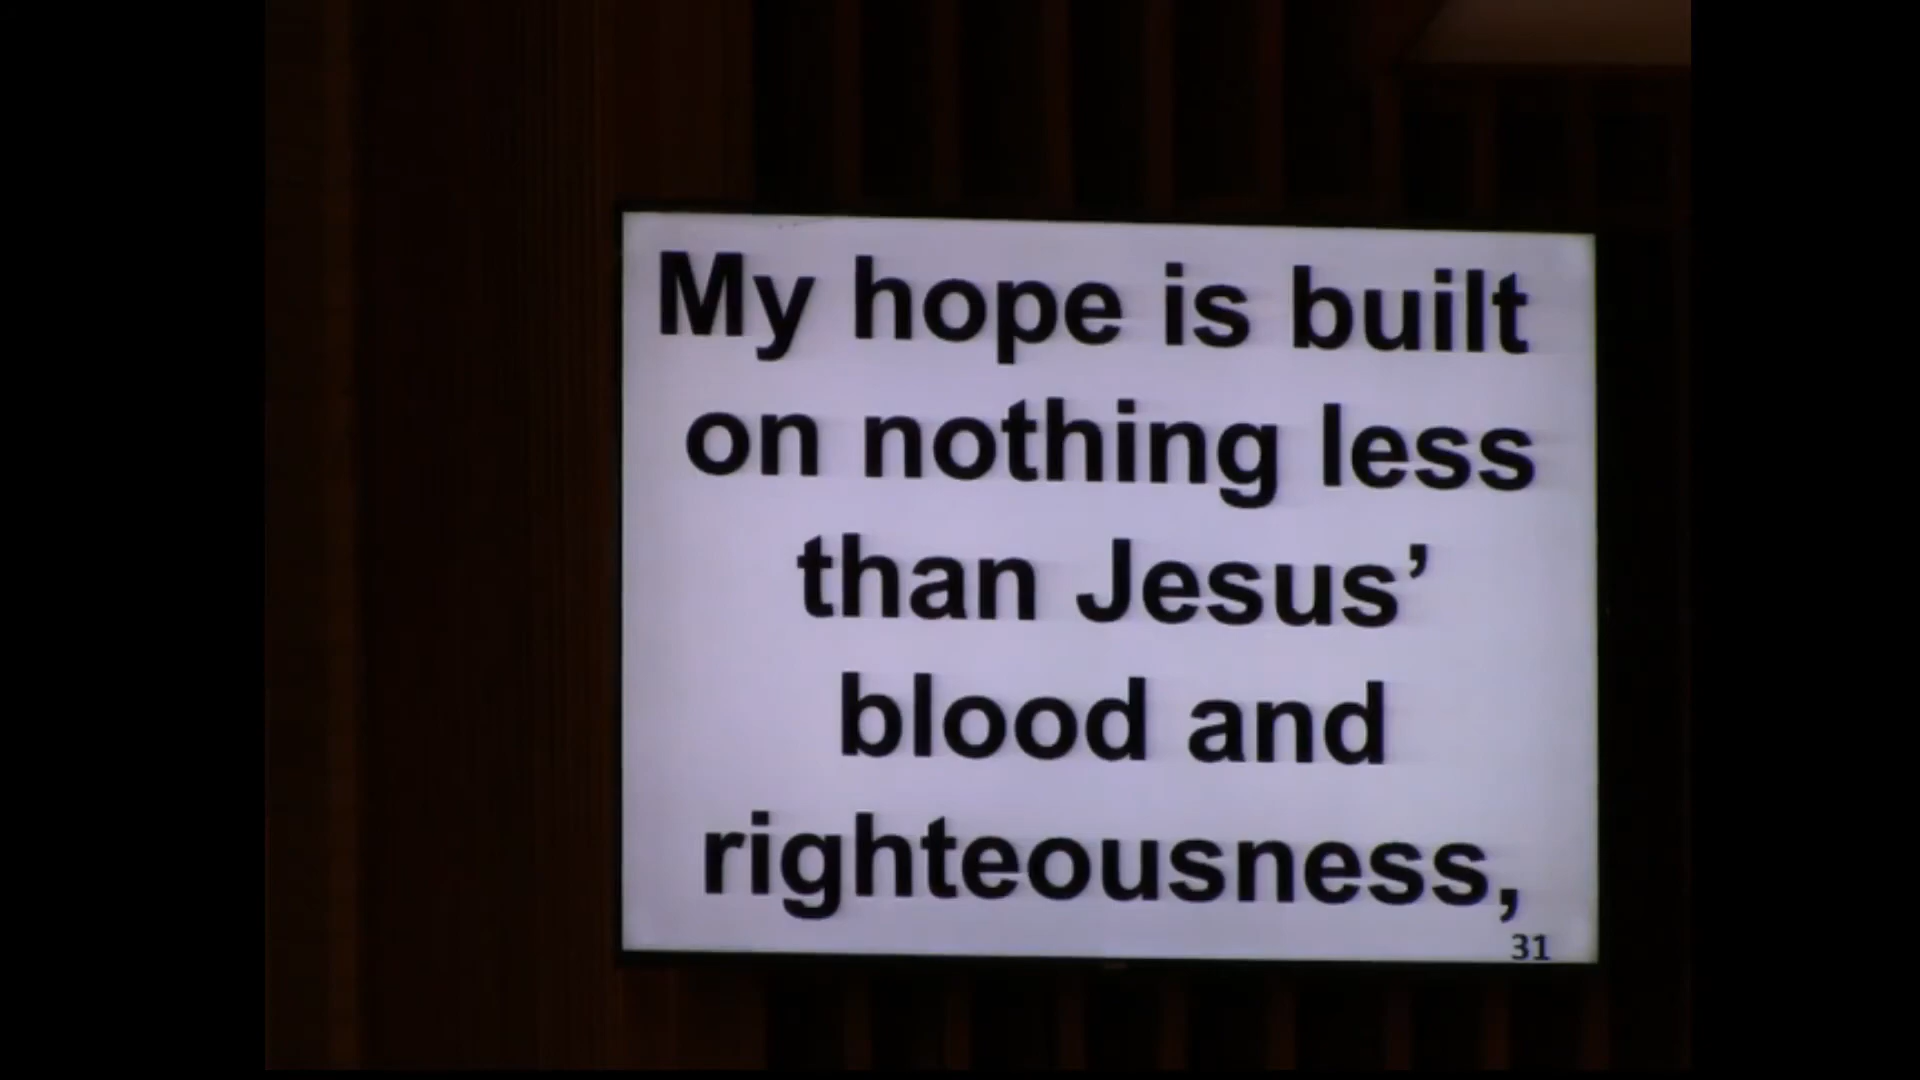 My hope is built
on nothing less
than Jesus’
blood and
righteousness,
31